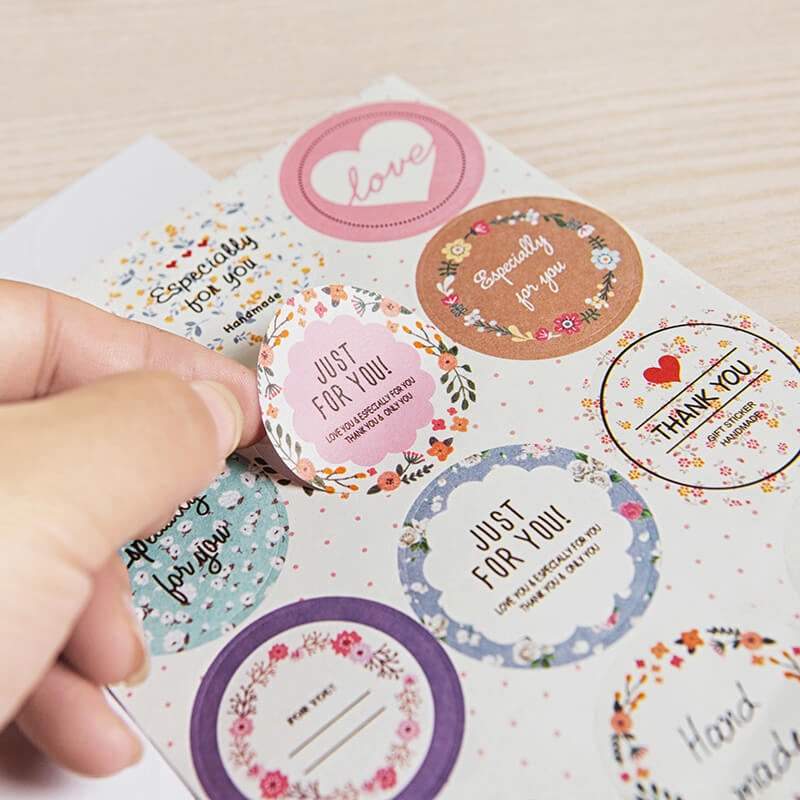 love
Especially
for you
Handmade
Especially
for you
JUST
FOR YOU!
LOVE YOU & ESPECIALLY FOR YOU
THANK YOU & ONLY YOU
THANK YOU
GIFT STICKER
HANDMADE
for you
JUST
FOR YOU!
LOVE YOU & ESPECIALLY FOR YOU
THANK YOU & ONLY YOU
FOR YOU!
Hand
made